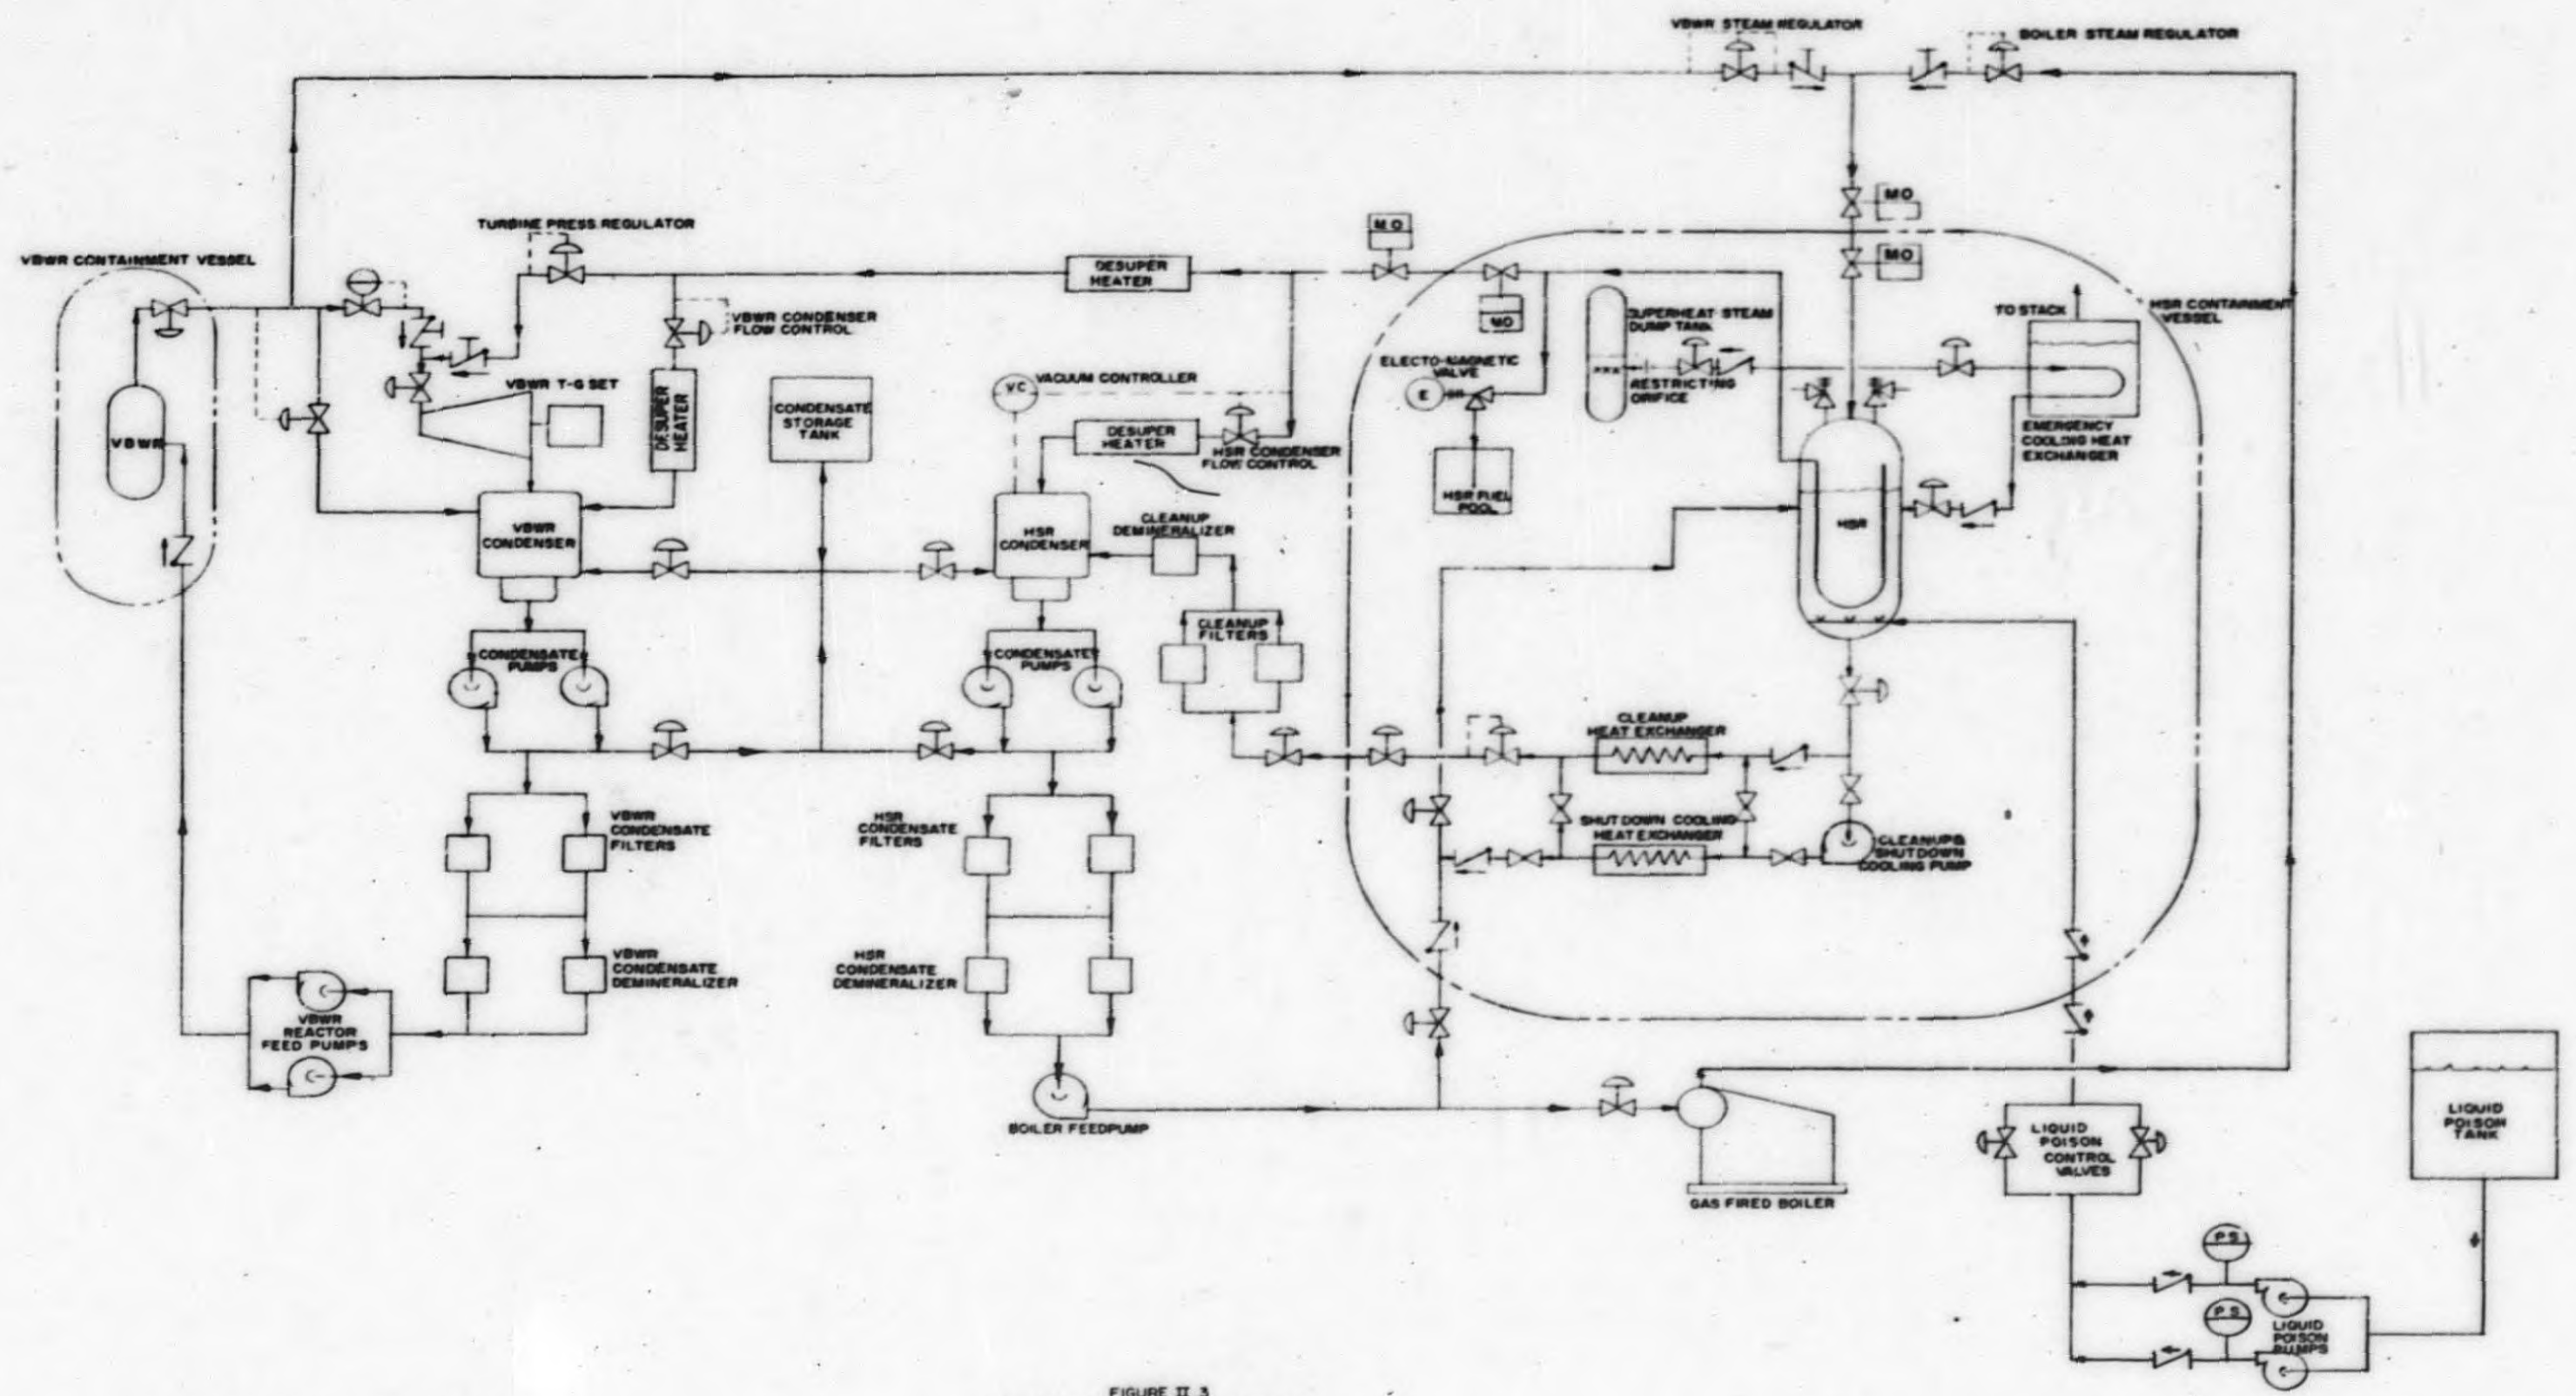 VBWR STEAM REGULATOR
BOILER STEAM REGULATOR
MO
MO
MO
MO
TURBINE PRESS. REGULATOR
VBWR CONTAINMENT VESSEL
DESUPER
HEATER
VBWR CONDENSER
FLOW CONTROL
SUPERHEAT STEAM
DUMP TANK
TO STACK
HSR CONTAINMENT
VESSEL
ELECTO-MAGNETIC
VALVE
E
RESTRICTING
ORIFICE
VC
VACUUM CONTROLLER
VBWR T-G SET
DESUPER
HEATER
CONDENSATE
STORAGE
TANK
DESUPER
HEATER
HSR CONDENSER
FLOW CONTROL
EMERGENCY
COOLING HEAT
EXCHANGER
VBWR
HSR FUEL
POOL
VBWR
CONDENSER
HSR
CONDENSER
CLEANUP
DEMINERALIZER
HSR
CLEANUP
FILTERS
CONDENSATE
PUMPS
CONDENSATE
PUMPS
CLEANUP
HEAT EXCHANGER
SHUTDOWN COOLING
HEAT EXCHANGER
CLEANUP &
SHUTDOWN
COOLING PUMP
VBWR
CONDENSATE
FILTERS
HSR
CONDENSATE
FILTERS
VBWR
CONDENSATE
DEMINERALIZER
HSR
CONDENSATE
DEMINERALIZER
VBWR
REACTOR
FEED PUMPS
BOILER FEEDPUMP
GAS FIRED BOILER
LIQUID
POISON
CONTROL
VALVES
LIQUID
POISON
TANK
PS
PS
LIQUID
POISON
PUMPS
FIGURE II 3